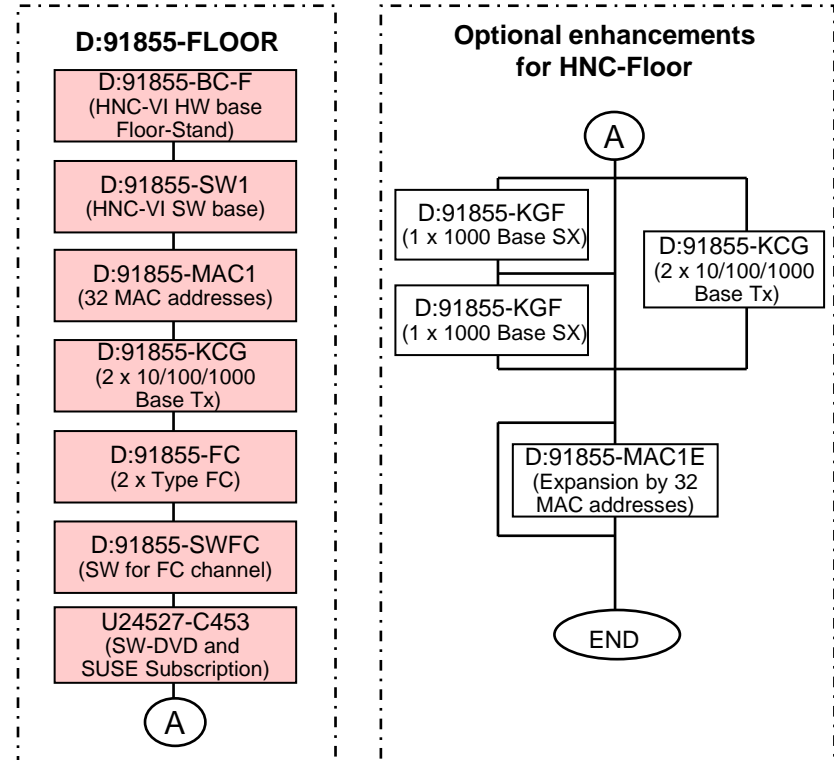 D:91855-FLOOR
D:91855-BC-F
(HNC-VI HW base
Floor-Stand)
D:91855-SW1
(HNC-VI SW base)
D:91855-MAC1
(32 MAC addresses)
D:91855-KCG
(2 x 10/100/1000
Base Tx)
D:91855-FC
(2 x Type FC)
D:91855-SWFC
(SW for FC channel)
U24527-C453
(SW-DVD and
SUSE Subscription)
A
Optional enhancements
for HNC-Floor
A
D:91855-KGF
(1 x 1000 Base SX)
D:91855-KGF
(1 x 1000 Base SX)
D:91855-KCG
(2 x 10/100/1000
Base Tx)
D:91855-MAC1E
(Expansion by 32
MAC addresses)
END